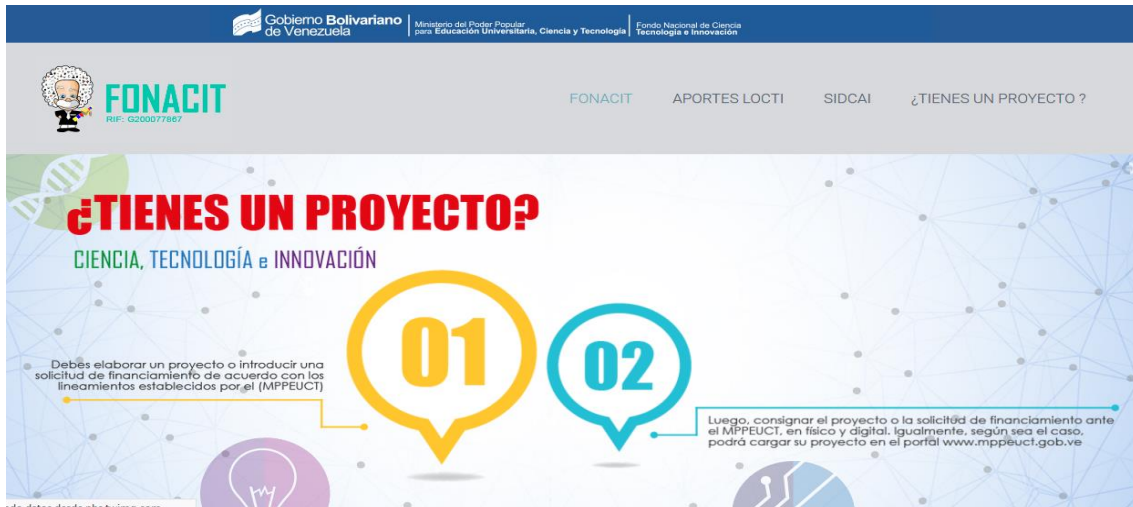 Gobierno Bolivariano
de Venezuela
Ministerio del Poder Popular
para Educación Universitaria, Ciencia y Tecnología
Fondo Nacional de Ciencia
Tecnología e Innovación
FONACIT
RIF: G200077867
FONACIT APORTES LOCTI SIDCAI ¿TIENES UN PROYECTO ?
¿TIENES UN PROYECTO?
CIENCIA, TECNOLOGÍA e INNOVACIÓN
01
Debes elaborar un proyecto o introducir una
solicitud de financiamiento de acuerdo con los
lineamientos establecidos por el (MPPEUCT)
02
Luego, consignar el proyecto o la solicitud de financiamiento ante
el MPPEUCT, en físico y digital. Igualmente, según sea el caso,
podrá cargar su proyecto en el portal www.mppeuct.gob.ve